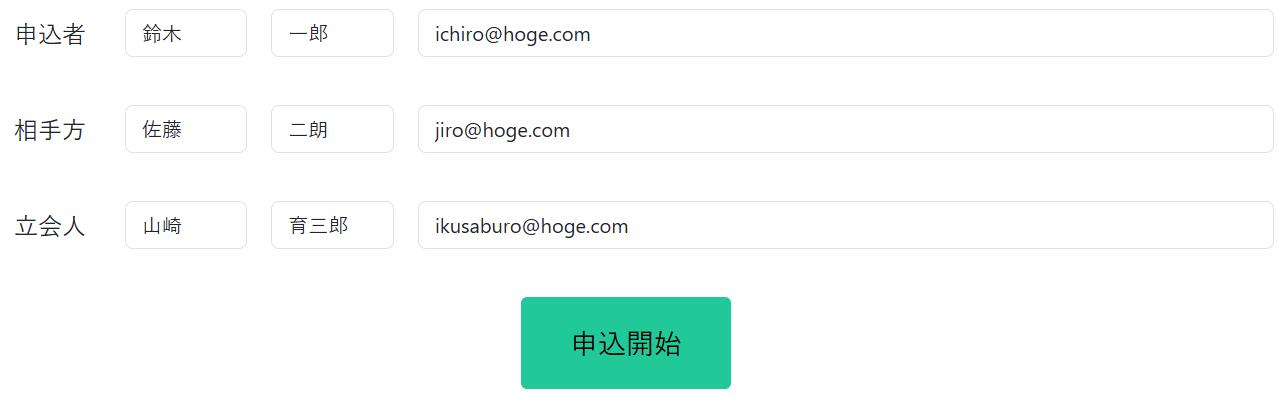 申込者 鈴木 一郎 ichiro@hoge.com
相手方 佐藤 二朗 jiro@hoge.com
立会人 山崎 育三郎 ikusaburo@hoge.com
申込開始